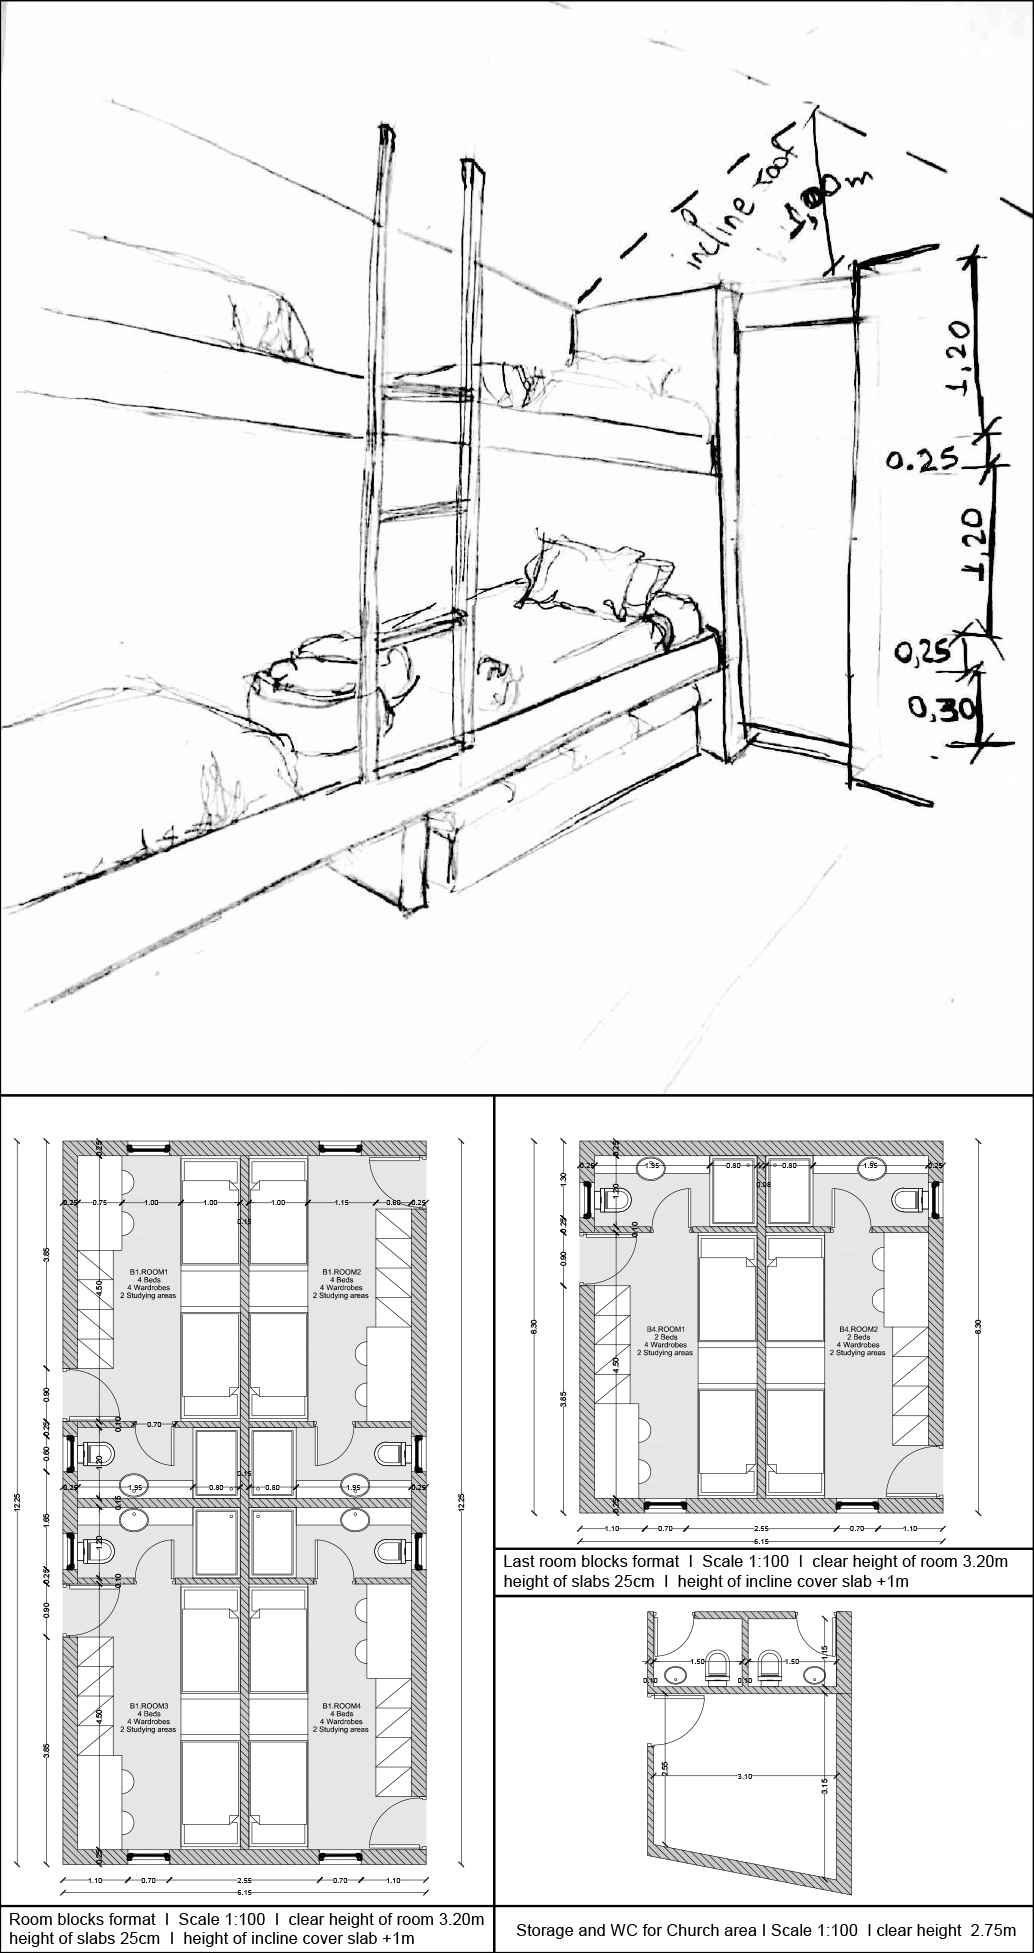 incline roof
1,00m
1,20
0.25
1,20
0,25
0,30
0.25
0.25 0.75 1.00 1.00 1.00 1.15 0.60 0.25
0.15
3.85
4.50
B1.ROOM1
4 Beds
4 Wardrobes
2 Studying areas
B1.ROOM2
4 Beds
4 Wardrobes
2 Studying areas
0.90
0.10
0.70
0.25
0.60
1.20
0.15
0.25 1.95 0.80 0.80 1.95 0.25
0.15
12.25
12.25
1.65
1.20
0.25
0.10
0.90
4.50
3.85
B1.ROOM3
4 Beds
4 Wardrobes
2 Studying areas
B1.ROOM4
4 Beds
4 Wardrobes
2 Studying areas
0.25
1.10 0.70 2.55 0.70 1.10
6.15
Room blocks format I Scale 1:100 I clear height of room 3.20m
height of slabs 25cm I height of incline cover slab +1m
0.25
0.25 1.95 0.80 0.80 1.95 0.25
0.08
1.30
1.20
0.25
0.10
0.90
6.30
6.30
B4.ROOM1
2 Beds
4 Wardrobes
2 Studying areas
B4.ROOM2
2 Beds
4 Wardrobes
2 Studying areas
4.50
3.85
0.25
1.10 0.70 2.55 0.70 1.10
6.15
Last room blocks format I Scale 1:100 I clear height of room 3.20m
height of slabs 25cm I height of incline cover slab +1m
1.15
1.50 1.50
0.10 0.10
2.55
3.10
3.15
Storage and WC for Church area I Scale 1:100 I clear height 2.75m